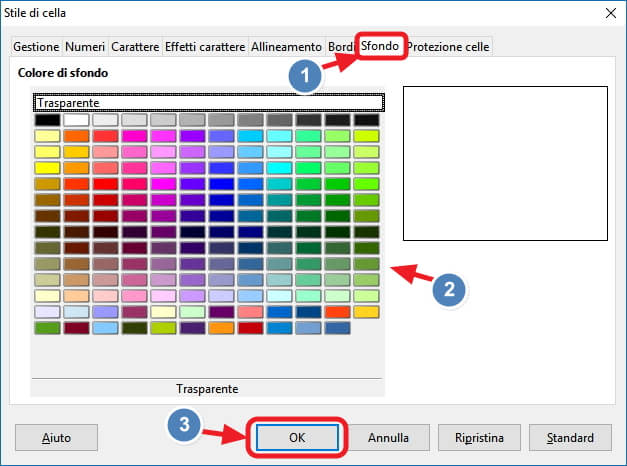 Stile di cella
Gestione Numeri Carattere Effetti carattere Allineamento Bordi Sfondo Protezione celle
1
Colore di sfondo
Trasparente
2
Trasparente
3
Aiuto OK Annulla Ripristina Standard